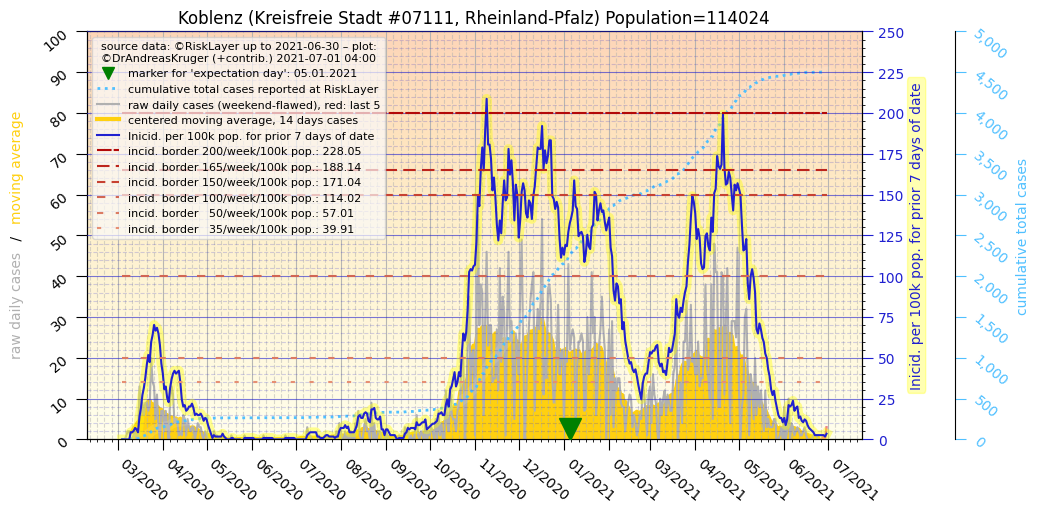 Koblenz (Kreisfreie Stadt #07111, Rheinland-Pfalz) Population=114024
source data: ©RiskLayer up to 2021-06-30 – plot:
©DrAndreasKruger (+contrib.) 2021-07-01 04:00
marker for 'expectation day': 05.01.2021
cumulative total cases reported at RiskLayer
raw daily cases (weekend-flawed), red: last 5
centered moving average, 14 days cases
Inicid. per 100k pop. for prior 7 days of date
incid. border 200/week/100k pop.: 228.05
incid. border 165/week/100k pop.: 188.14
incid. border 150/week/100k pop.: 171.04
incid. border 100/week/100k pop.: 114.02
incid. border   50/week/100k pop.: 57.01
incid. border   35/week/100k pop.: 39.91
raw daily cases  /  moving average
100
90
80
70
60
50
40
30
20
10
0
250
225
200
175
150
125
100
75
50
25
0
Inicid. per 100k pop. for prior 7 days of date
5,000
4,500
4,000
3,500
3,000
2,500
2,000
1,500
1,000
500
0
cumulative total cases
03/2020
04/2020
05/2020
06/2020
07/2020
08/2020
09/2020
10/2020
11/2020
12/2020
01/2021
02/2021
03/2021
04/2021
05/2021
06/2021
07/2021